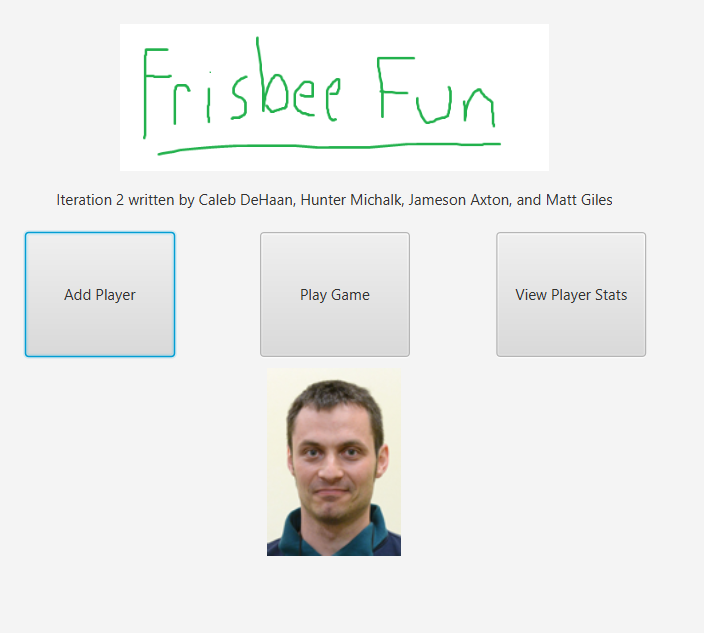 Frisbee Fun
Iteration 2 written by Caleb DeHaan, Hunter Michalk, Jameson Axton, and Matt Giles
Add Player
Play Game
View Player Stats